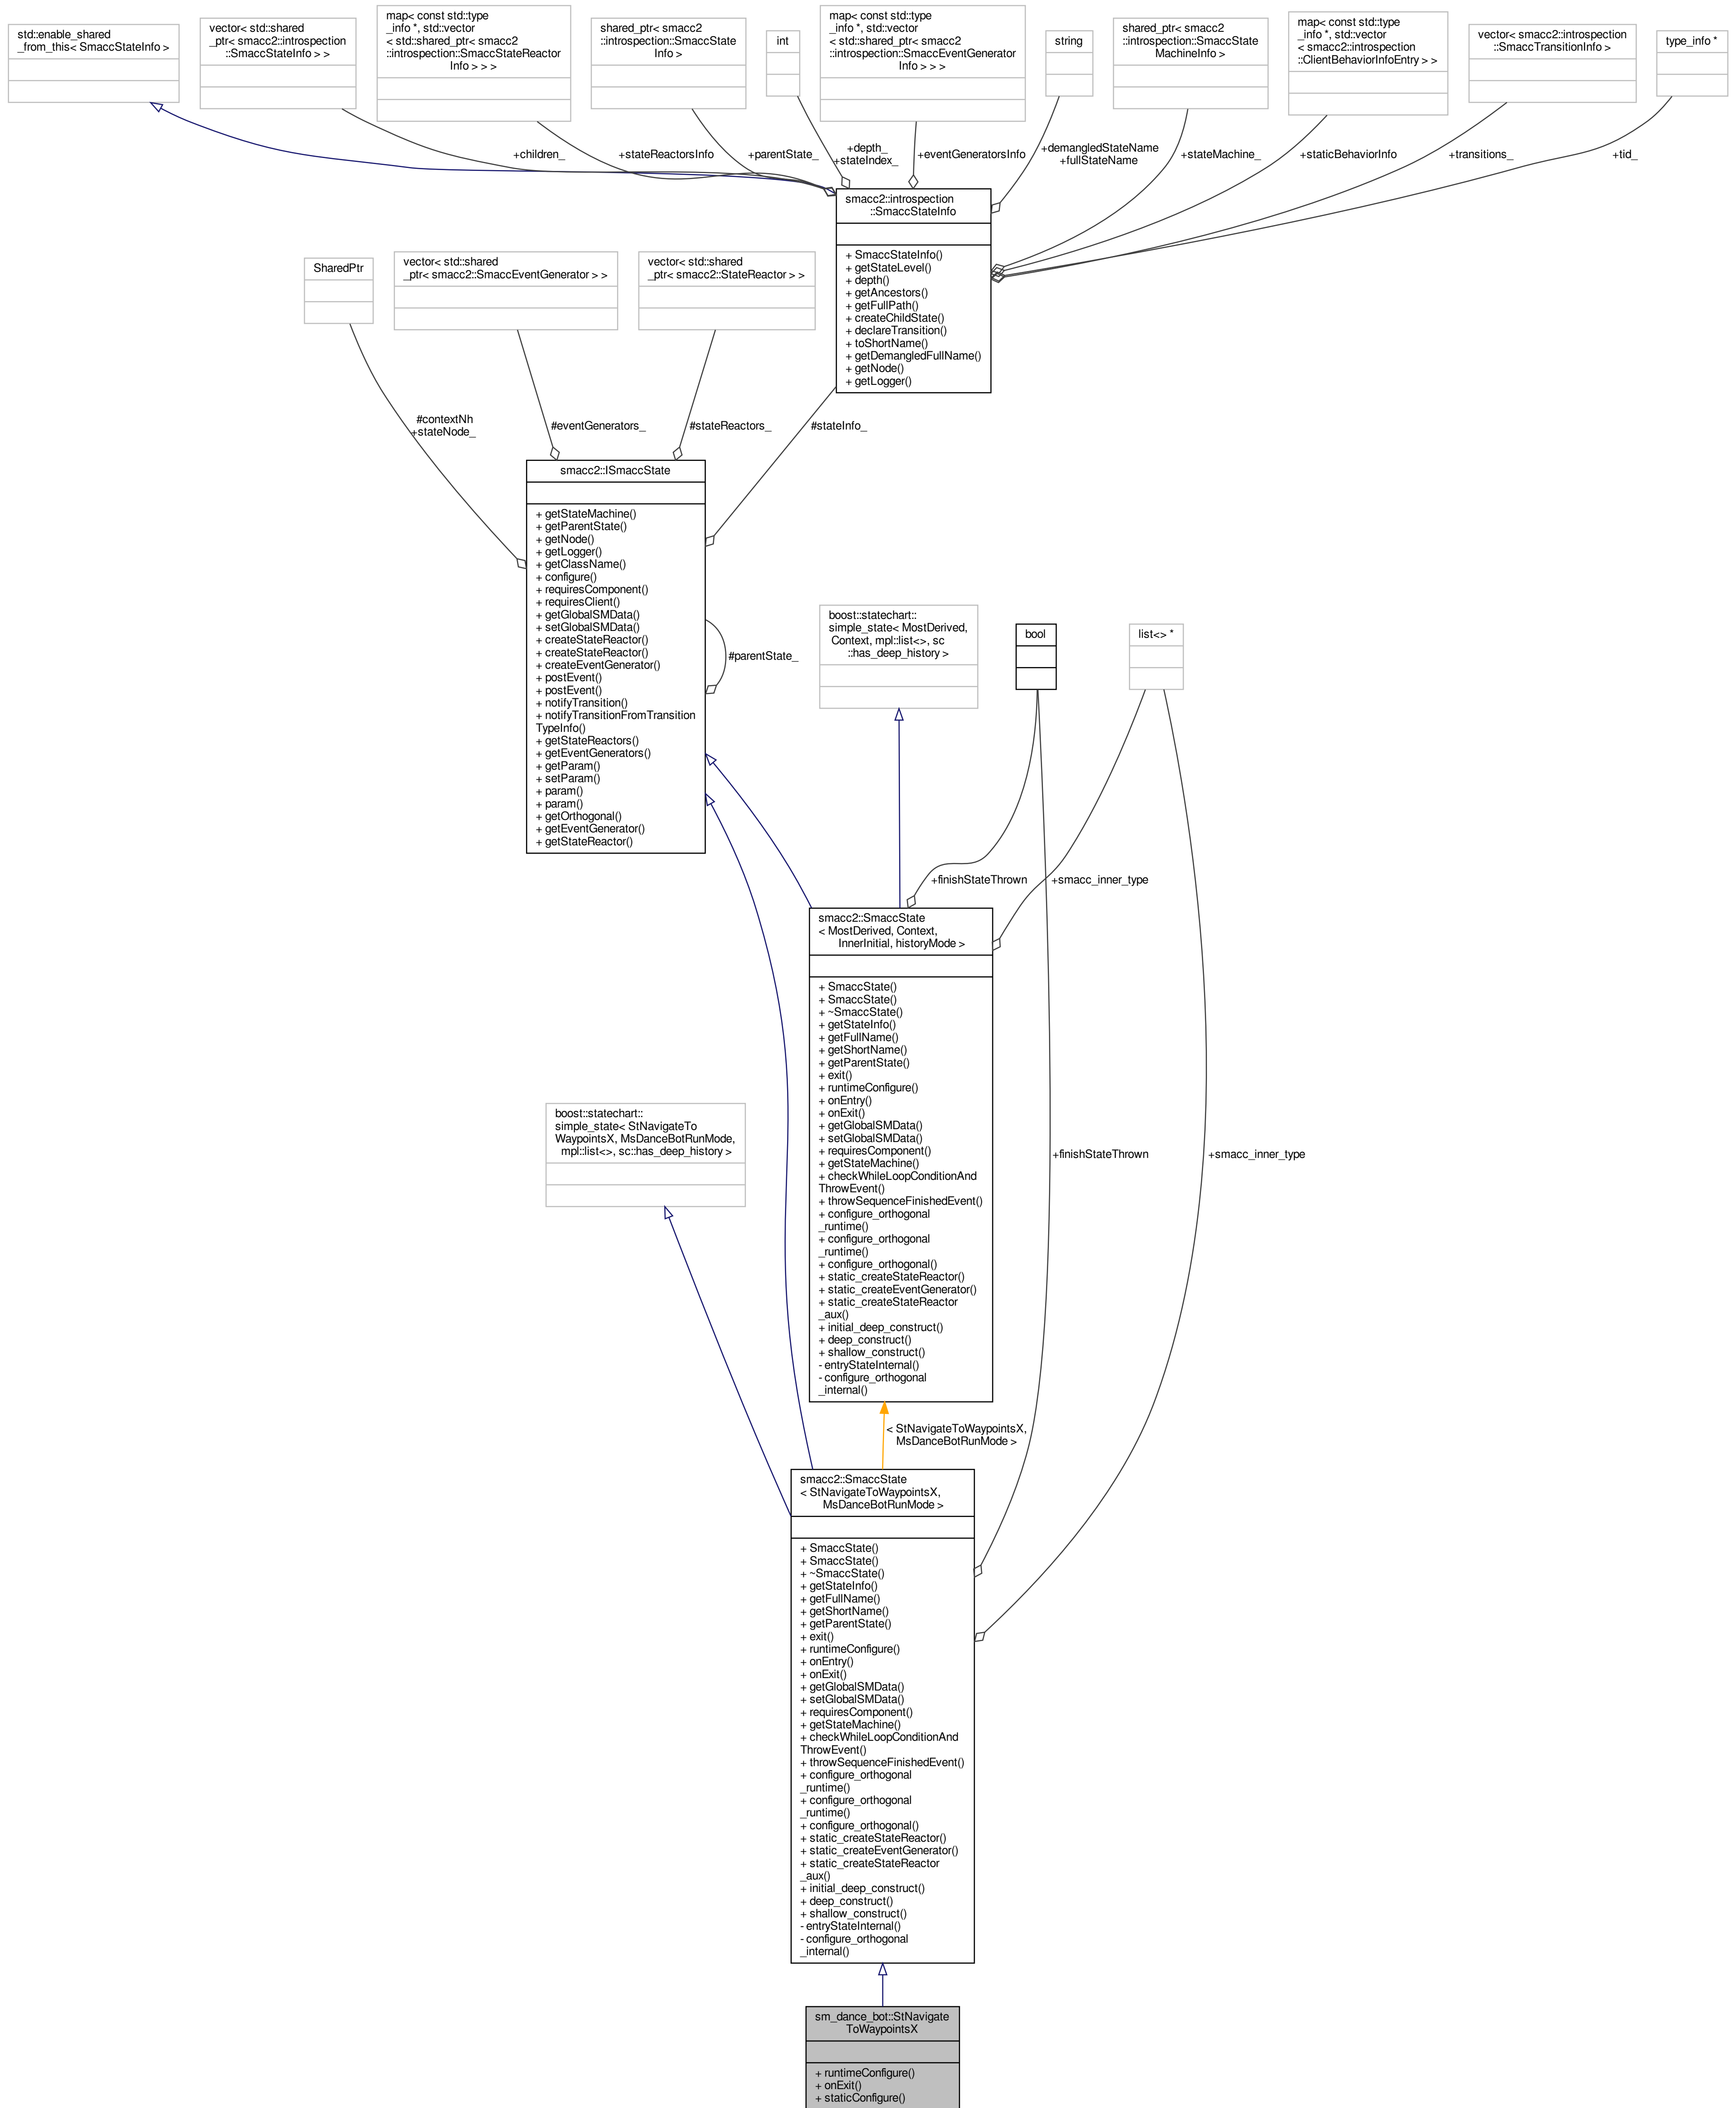 std::enable_shared
_from_this< SmaccStateInfo >
vector< std::shared
_ptr< smacc2::introspection
::SmaccStateInfo > >
map< const std::type
_info *, std::vector
< std::shared_ptr< smacc2
::introspection::SmaccStateReactor
Info > > >
shared_ptr< smacc2
::introspection::SmaccState
Info >
int
map< const std::type
_info *, std::vector
< std::shared_ptr< smacc2
::introspection::SmaccEventGenerator
Info > > >
string
shared_ptr< smacc2
::introspection::SmaccState
MachineInfo >
map< const std::type
_info *, std::vector
< smacc2::introspection
::ClientBehaviorInfoEntry > >
vector< smacc2::introspection
::SmaccTransitionInfo >
type_info *
+children_
+stateReactorsInfo
+parentState_
+depth_
+stateIndex_
+eventGeneratorsInfo
+demangledStateName
+fullStateName
+stateMachine_
+staticBehaviorInfo
+transitions_
+tid_
smacc2::introspection
::SmaccStateInfo
+ SmaccStateInfo()
+ getStateLevel()
+ depth()
+ getAncestors()
+ getFullPath()
+ createChildState()
+ declareTransition()
+ toShortName()
+ getDemangledFullName()
+ getNode()
+ getLogger()
SharedPtr
vector< std::shared
_ptr< smacc2::SmaccEventGenerator > >
vector< std::shared
_ptr< smacc2::StateReactor > >
#contextNh
+stateNode_
#eventGenerators_
#stateReactors_
#stateInfo_
smacc2::ISmaccState
+ getStateMachine()
+ getParentState()
+ getNode()
+ getLogger()
+ getClassName()
+ configure()
+ requiresComponent()
+ requiresClient()
+ getGlobalSMData()
+ setGlobalSMData()
+ createStateReactor()
+ createStateReactor()
+ createEventGenerator()
+ postEvent()
+ postEvent()
+ notifyTransition()
+ notifyTransitionFromTransition
TypeInfo()
+ getStateReactors()
+ getEventGenerators()
+ getParam()
+ setParam()
+ param()
+ param()
+ getOrthogonal()
+ getEventGenerator()
+ getStateReactor()
#parentState_
boost::statechart::
simple_state< MostDerived,
Context, mpl::list<>, sc
::has_deep_history >
bool
list<> *
+finishStateThrown
+smacc_inner_type
smacc2::SmaccState
< MostDerived, Context,
InnerInitial, historyMode >
+ SmaccState()
+ SmaccState()
+ ~SmaccState()
+ getStateInfo()
+ getFullName()
+ getShortName()
+ getParentState()
+ exit()
+ runtimeConfigure()
+ onEntry()
+ onExit()
+ getGlobalSMData()
+ setGlobalSMData()
+ requiresComponent()
+ getStateMachine()
+ checkWhileLoopConditionAnd
ThrowEvent()
+ throwSequenceFinishedEvent()
+ configure_orthogonal
_runtime()
+ configure_orthogonal
_runtime()
+ configure_orthogonal()
+ static_createStateReactor()
+ static_createEventGenerator()
+ static_createStateReactor
_aux()
+ initial_deep_construct()
+ deep_construct()
+ shallow_construct()
- entryStateInternal()
- configure_orthogonal
_internal()
boost::statechart::
simple_state< StNavigateTo
WaypointsX, MsDanceBotRunMode,
mpl::list<>, sc::has_deep_history >
+finishStateThrown
+smacc_inner_type
< StNavigateToWaypointsX,
MsDanceBotRunMode >
smacc2::SmaccState
< StNavigateToWaypointsX,
MsDanceBotRunMode >
+ SmaccState()
+ SmaccState()
+ ~SmaccState()
+ getStateInfo()
+ getFullName()
+ getShortName()
+ getParentState()
+ exit()
+ runtimeConfigure()
+ onEntry()
+ onExit()
+ getGlobalSMData()
+ setGlobalSMData()
+ requiresComponent()
+ getStateMachine()
+ checkWhileLoopConditionAnd
ThrowEvent()
+ throwSequenceFinishedEvent()
+ configure_orthogonal
_runtime()
+ configure_orthogonal
_runtime()
+ configure_orthogonal()
+ static_createStateReactor()
+ static_createEventGenerator()
+ static_createStateReactor
_aux()
+ initial_deep_construct()
+ deep_construct()
+ shallow_construct()
- entryStateInternal()
- configure_orthogonal
_internal()
sm_dance_bot::StNavigate
ToWaypointsX
+ runtimeConfigure()
+ onExit()
+ staticConfigure()